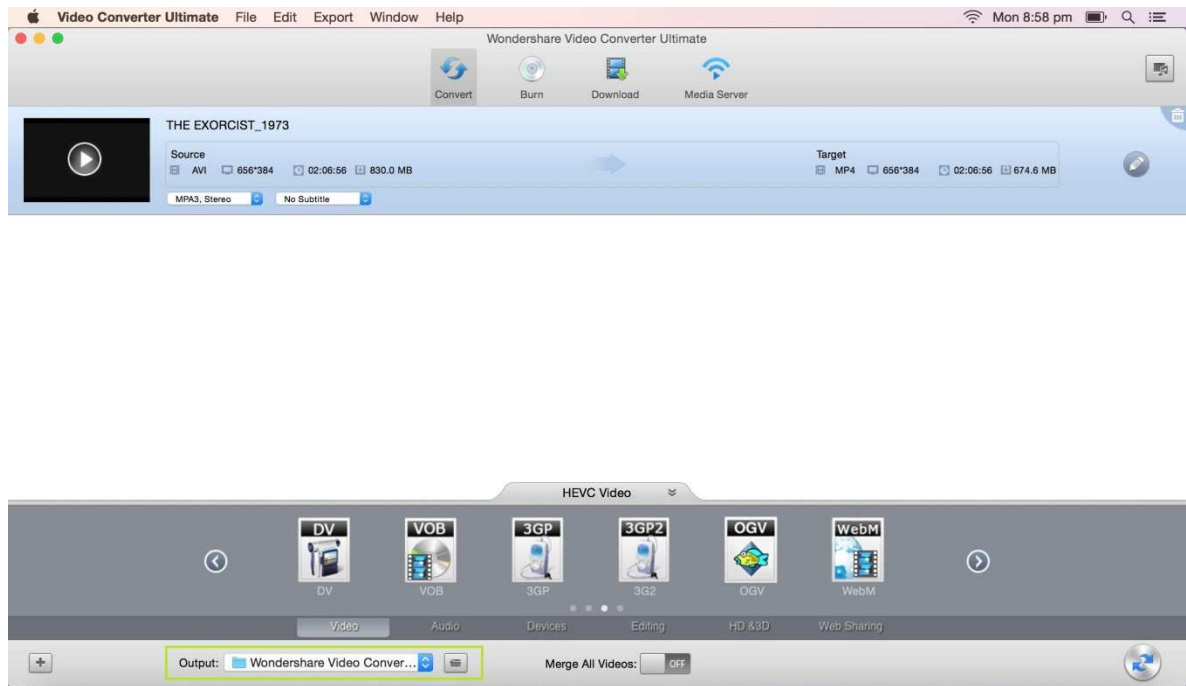 Video Converter Ultimate File Edit Export Window Help Mon 8:58 pm
Wondershare Video Converter Ultimate
Convert Burn Download Media Server
THE EXORCIST_1973
Source Target
AVI 656*384 02:06:56 830.0 MB MP4 656*384 02:06:56 674.6 MB
MPA3, Stereo No Subtitle
HEVC Video
DV VOB 3GP 3GP2 OGV WebM
DV VOB 3GP 3G2 OGV WebM
Video Audio Devices Editing HD &3D Web Sharing
Output: Wondershare Video Conver... Merge All Videos: OFF